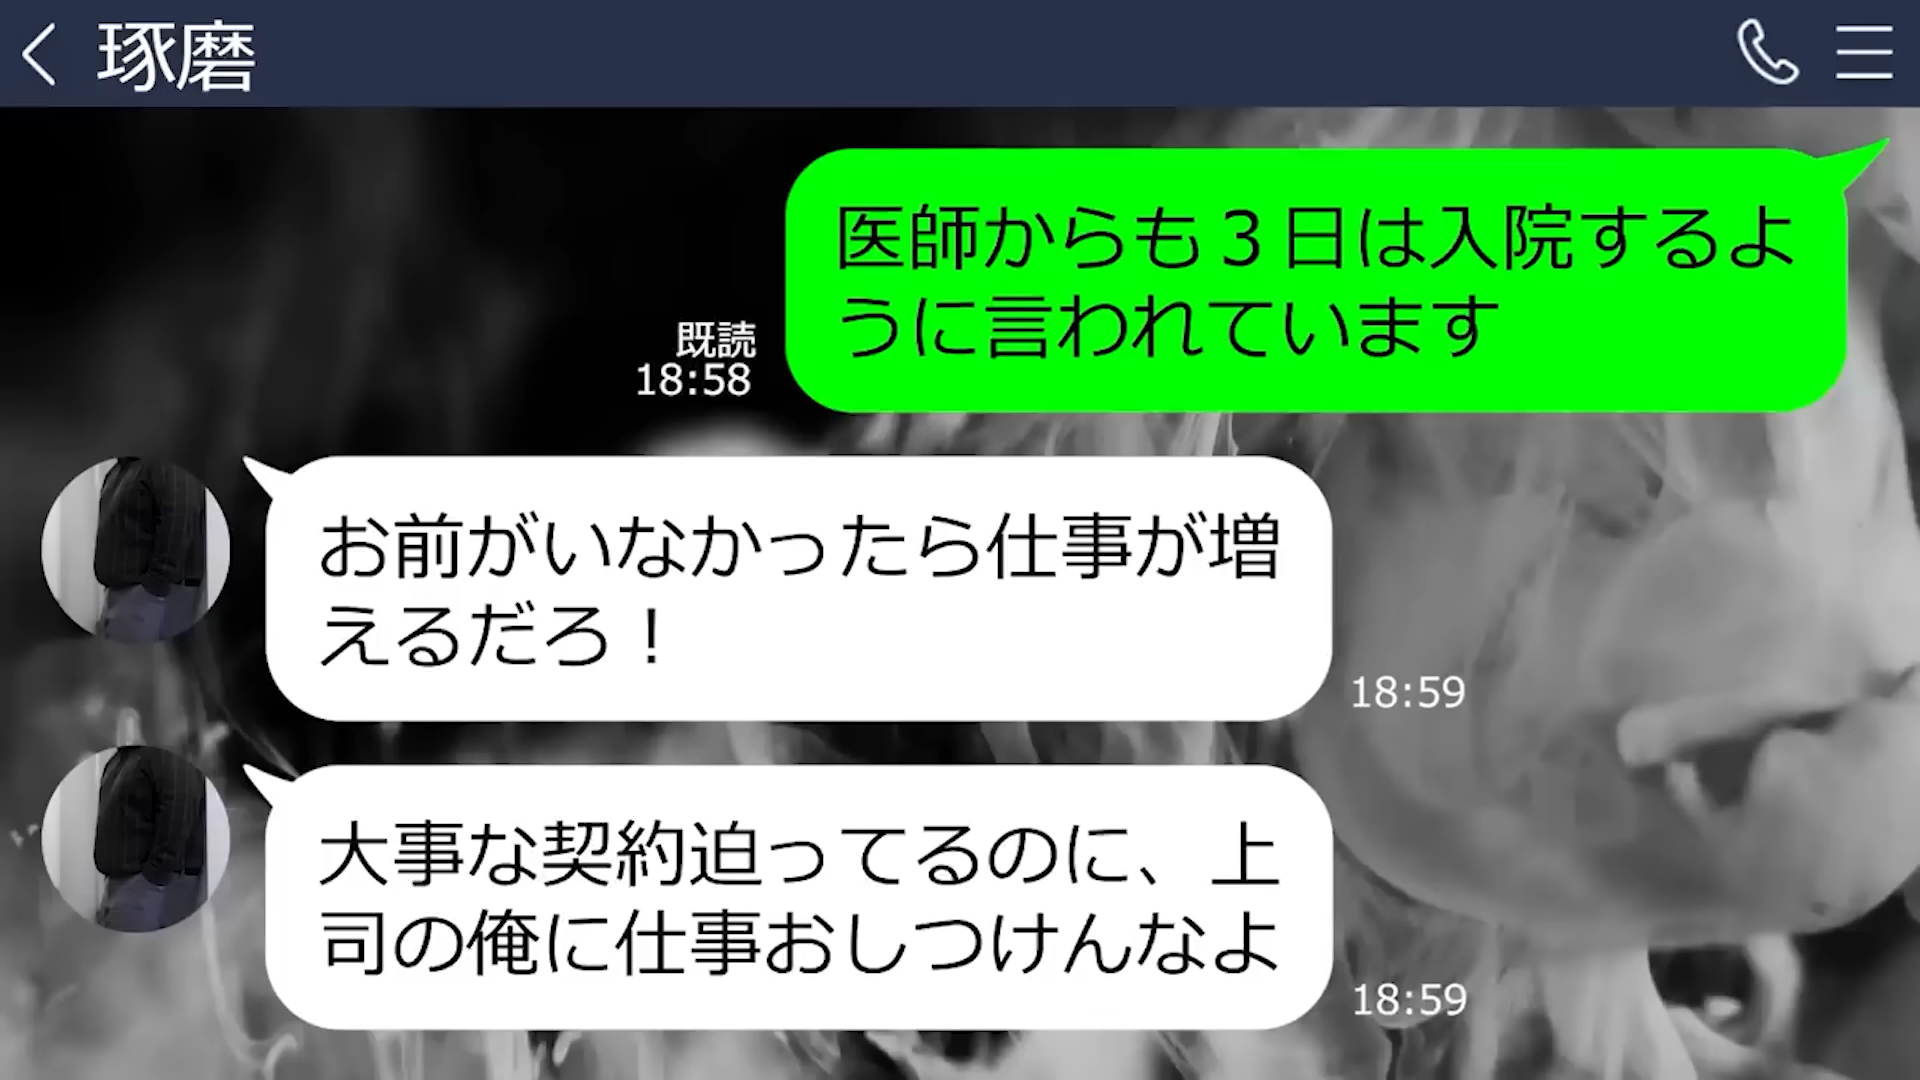 琢磨
医師からも３日は入院するよ
うに言われています
既読
18:58
お前がいなかったら仕事が増
えるだろ！
18:59
大事な契約迫ってるのに、上
司の俺に仕事おしつけんなよ
18:59